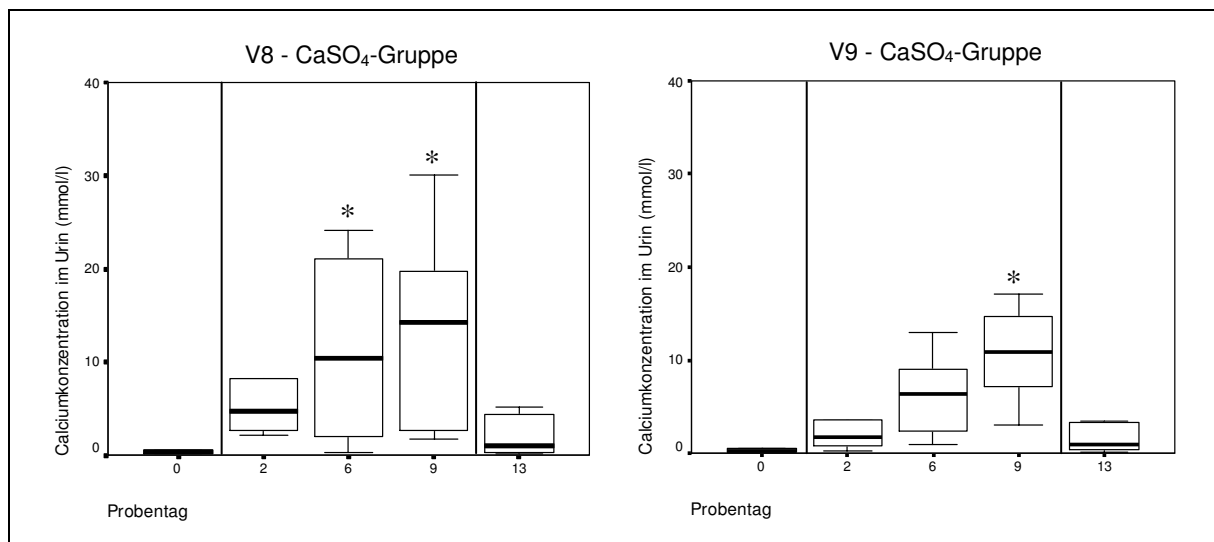 V8 - CaSO₄-Gruppe
Calciumkonzentration im Urin (mmol/l)
40
30
20
10
0
*
*
0 2 6 9 13
Probentag
V9 - CaSO₄-Gruppe
Calciumkonzentration im Urin (mmol/l)
40
30
20
10
0
*
0 2 6 9 13
Probentag